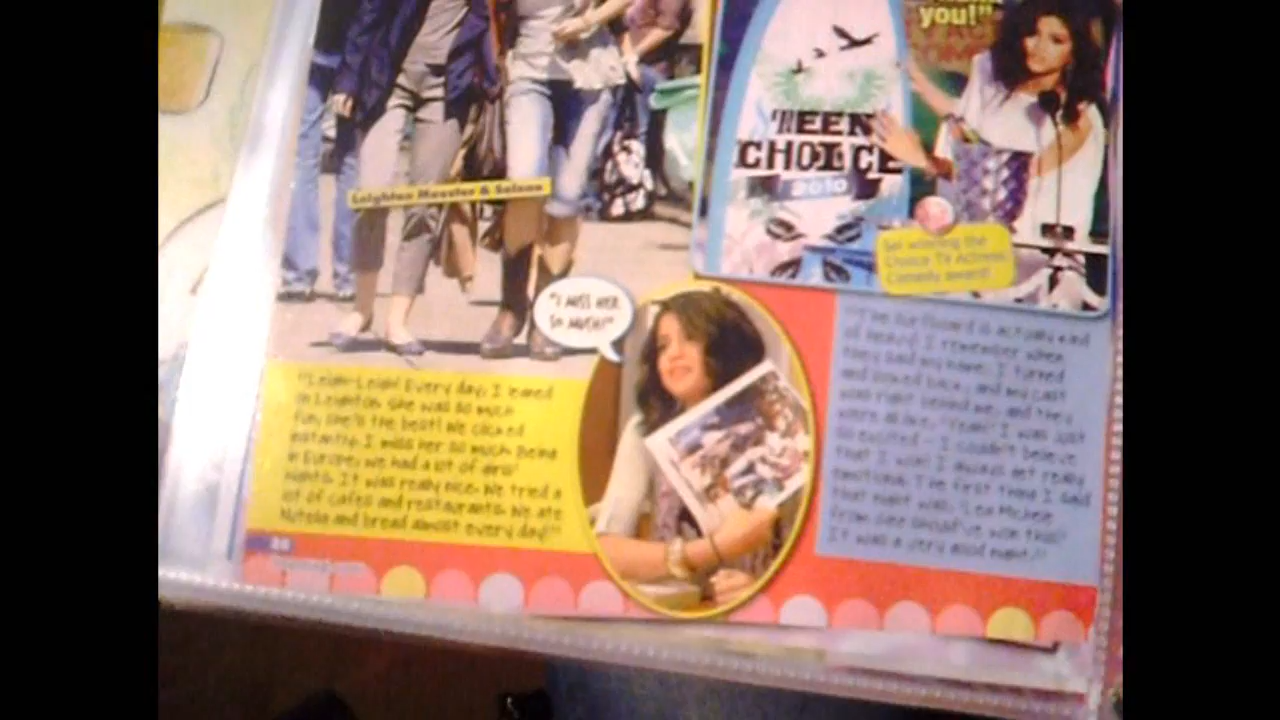 you!"
TEEN
CHOICE
2010
Leighton Meester & Selena
Sel winning the
Choice TV Actress
Comedy award!
"I MISS HER
SO MUCH!"
"Leigh-Leigh! Every day, I leaned
on Leighton. She was so much
fun, she's the best! We clicked
instantly. I miss her so much. Being
in Europe, we had a lot of girls'
nights. It was really nice. We tried a
lot of cafes and restaurants. We ate
Nutella and bread almost every day!"
"The surfboard is actually kind
of heavy! I remember when
they said my name, I turned
and looked back, and my cast
was right behind me, and they
were all like, 'Yeah!' I was just
so excited – I couldn't believe
that I won! I always get really
emotional. The first thing I said
that night was, 'Lea Michele
from Glee should've won this!'
It was a very good night."